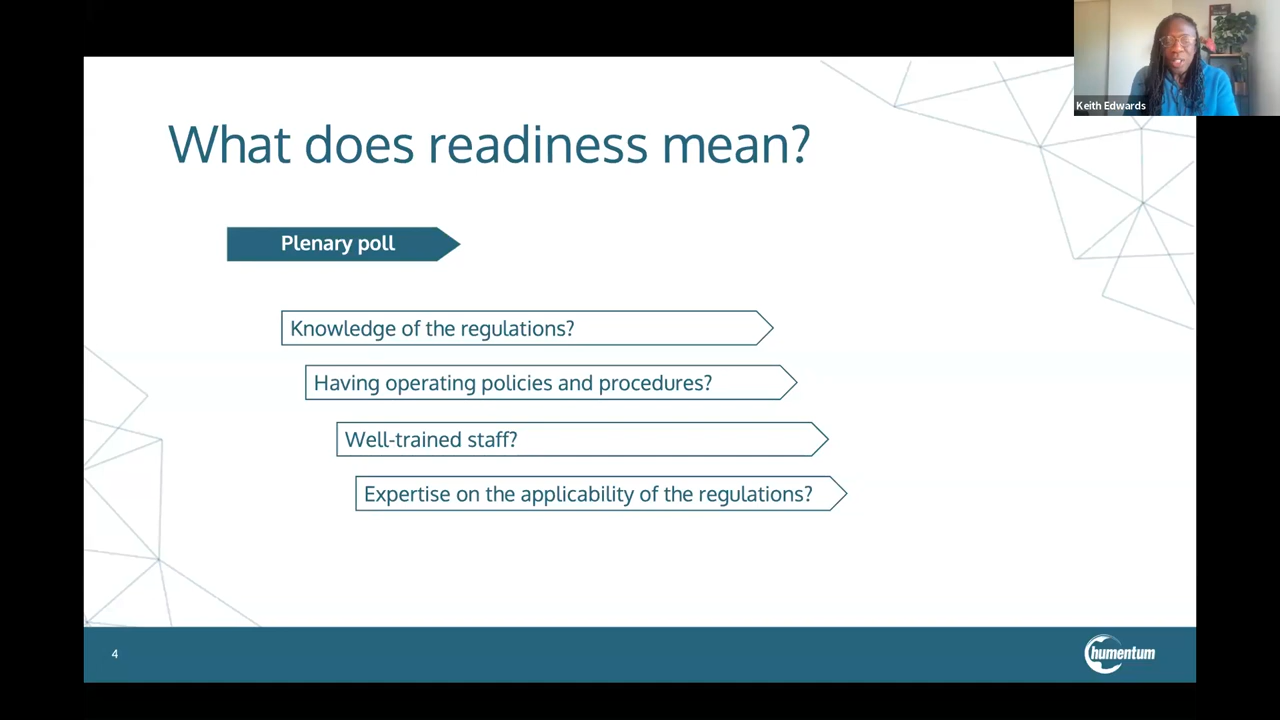 Keith Edwards
What does readiness mean?
Plenary poll
Knowledge of the regulations?
Having operating policies and procedures?
Well-trained staff?
Expertise on the applicability of the regulations?
4
humentum